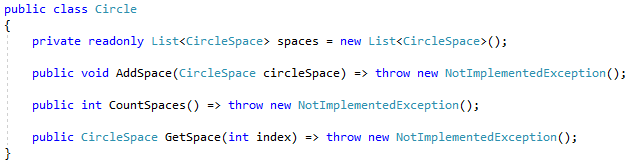 public class Circle
{
    private readonly List<CircleSpace> spaces = new List<CircleSpace>();
    public void AddSpace(CircleSpace circleSpace) => throw new NotImplementedException();
    public int CountSpaces() => throw new NotImplementedException();
    public CircleSpace GetSpace(int index) => throw new NotImplementedException();
}